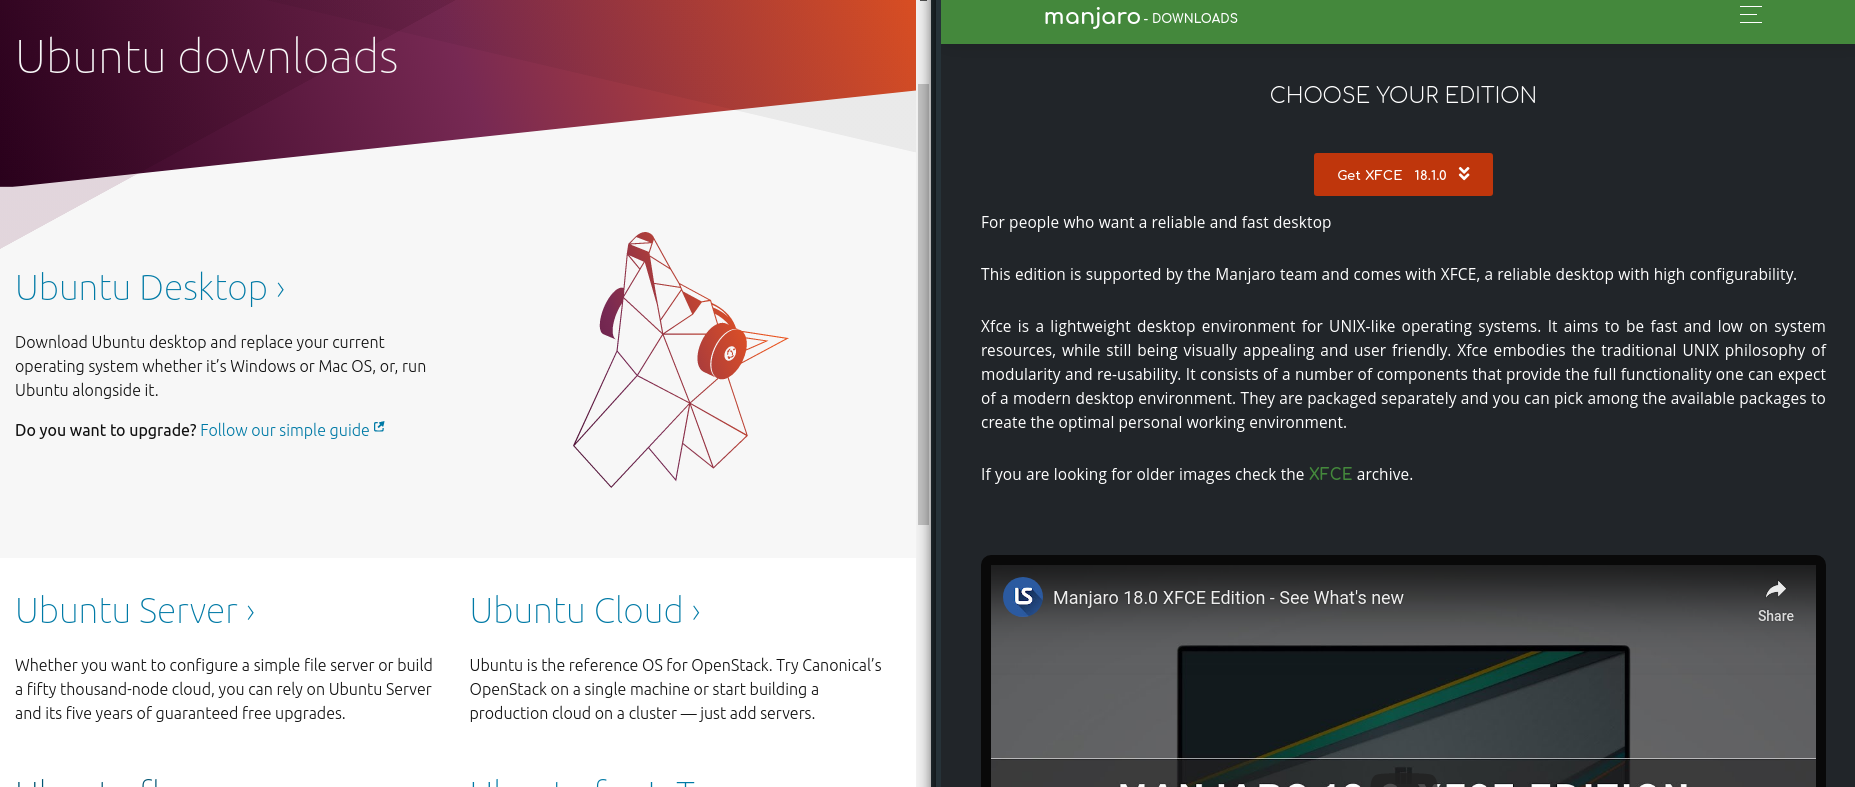 Ubuntu downloads
Ubuntu Desktop ›
Download Ubuntu desktop and replace your current
operating system whether it’s Windows or Mac OS, or, run
Ubuntu alongside it.
Do you want to upgrade? Follow our simple guide
Ubuntu Server ›
Whether you want to configure a simple file server or build
a fifty thousand-node cloud, you can rely on Ubuntu Server
and its five years of guaranteed free upgrades.
Ubuntu Cloud ›
Ubuntu is the reference OS for OpenStack. Try Canonical’s
OpenStack on a single machine or start building a
production cloud on a cluster — just add servers.
manjaro - DOWNLOADS
CHOOSE YOUR EDITION
Get XFCE 18.1.0
For people who want a reliable and fast desktop
This edition is supported by the Manjaro team and comes with XFCE, a reliable desktop with high configurability.
Xfce is a lightweight desktop environment for UNIX-like operating systems. It aims to be fast and low on system
resources, while still being visually appealing and user friendly. Xfce embodies the traditional UNIX philosophy of
modularity and re-usability. It consists of a number of components that provide the full functionality one can expect
of a modern desktop environment. They are packaged separately and you can pick among the available packages to
create the optimal personal working environment.
If you are looking for older images check the XFCE archive.
LS
Manjaro 18.0 XFCE Edition - See What's new
Share
MANJARO 18.0 XFCE EDITION